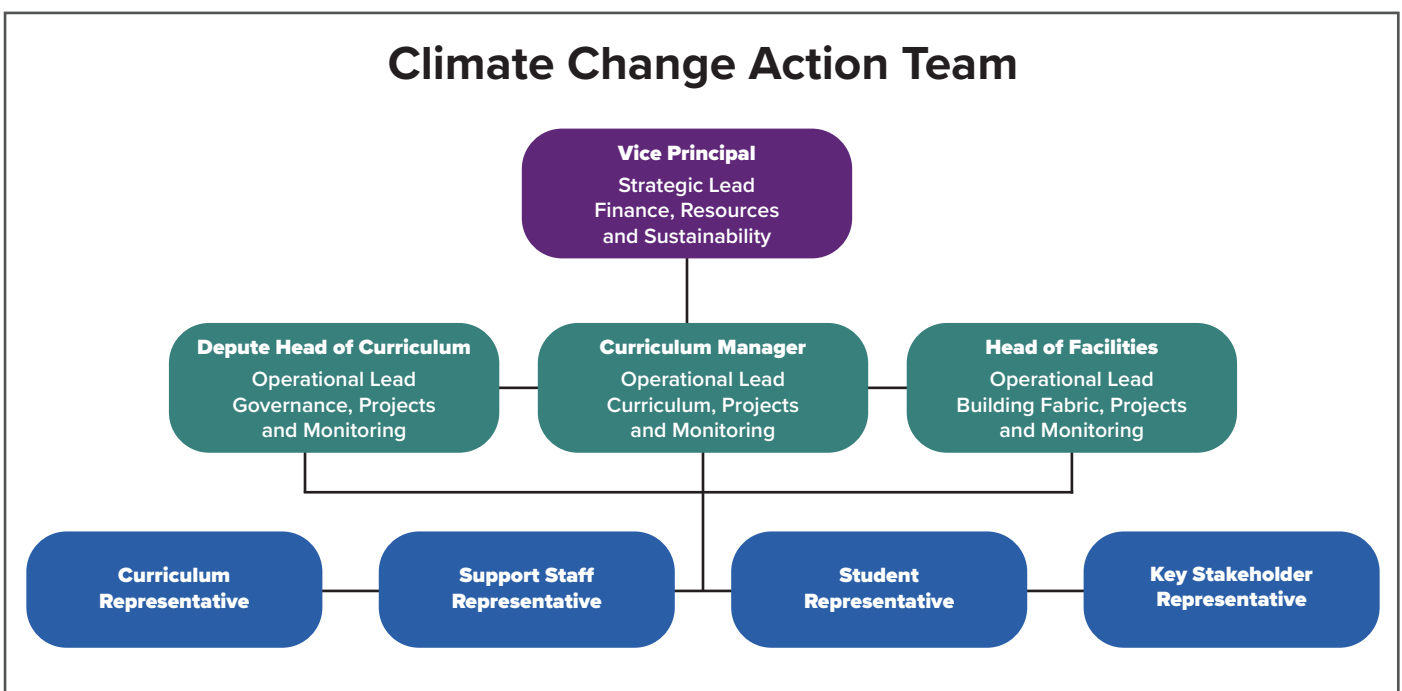 Climate Change Action Team
Vice Principal
Strategic Lead
Finance, Resources
and Sustainability
Depute Head of Curriculum
Operational Lead
Governance, Projects
and Monitoring
Curriculum Manager
Operational Lead
Curriculum, Projects
and Monitoring
Head of Facilities
Operational Lead
Building Fabric, Projects
and Monitoring
Curriculum
Representative
Support Staff
Representative
Student
Representative
Key Stakeholder
Representative